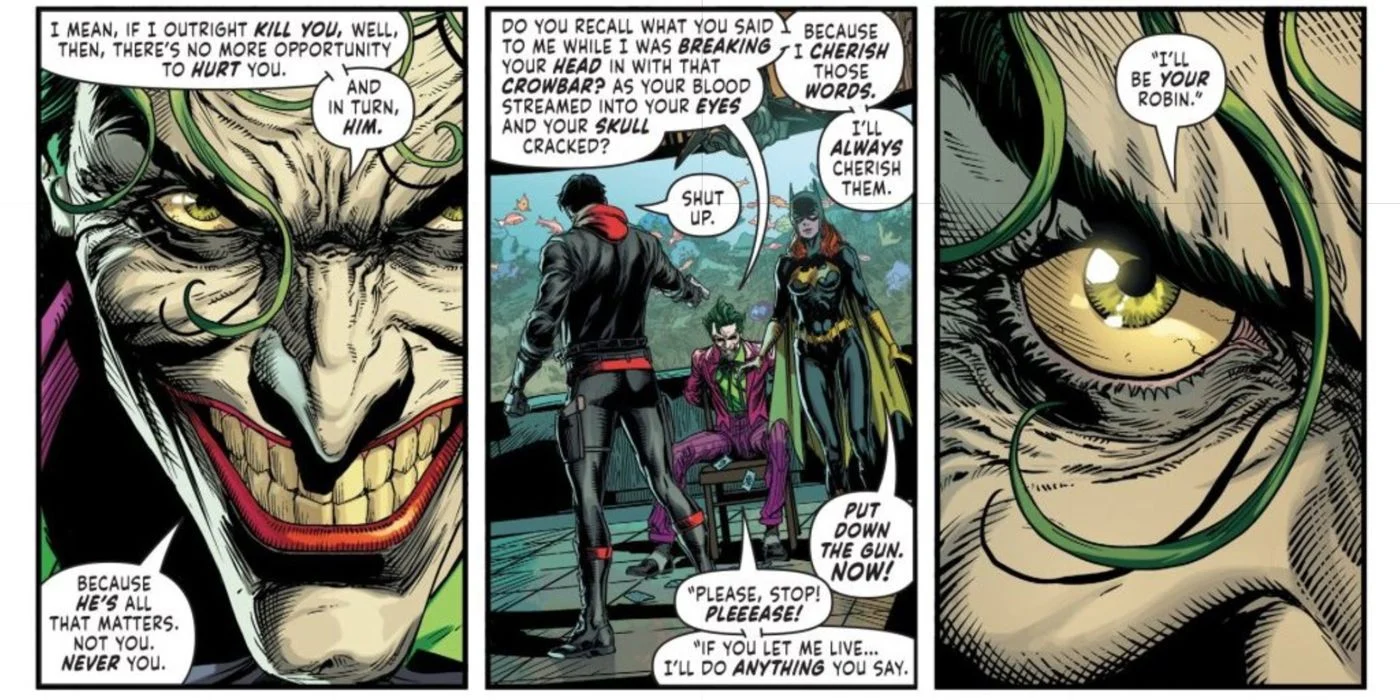 I MEAN, IF I OUTRIGHT KILL YOU, WELL,
THEN, THERE'S NO MORE OPPORTUNITY
TO HURT YOU.
AND
IN TURN,
HIM.
BECAUSE
HE'S ALL
THAT MATTERS.
NOT YOU.
NEVER YOU.
DO YOU RECALL WHAT YOU SAID
TO ME WHILE I WAS BREAKING
YOUR HEAD IN WITH THAT
CROWBAR? AS YOUR BLOOD
STREAMED INTO YOUR EYES
AND YOUR SKULL
CRACKED?
BECAUSE
I CHERISH
THOSE
WORDS.
I'LL
ALWAYS
CHERISH
THEM.
SHUT
UP.
PUT
DOWN
THE GUN.
NOW!
"PLEASE, STOP!
PLEEEASE!
"IF YOU LET ME LIVE...
I'LL DO ANYTHING YOU SAY.
"I'LL
BE YOUR
ROBIN."